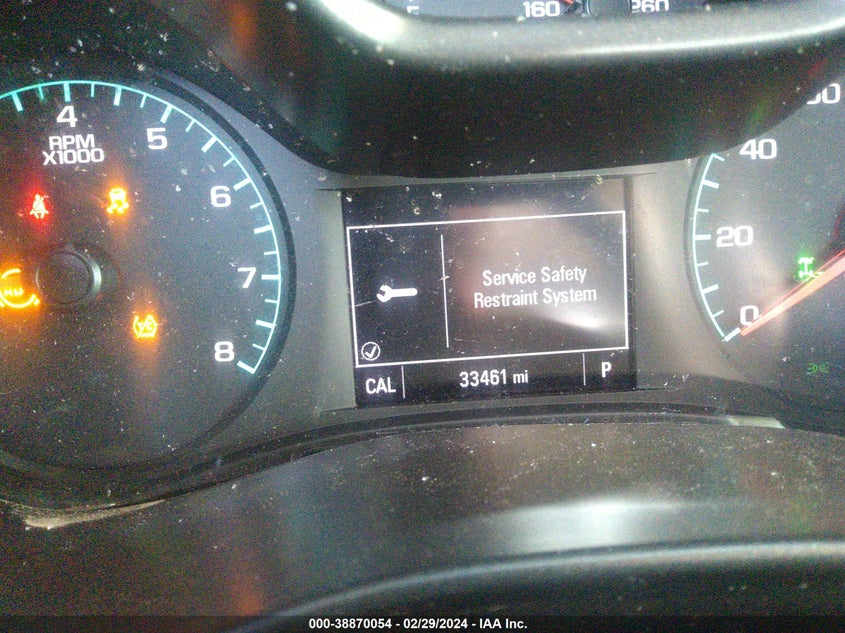 160
260
4
5
RPM
X1000
6
7
8
40
20
0
Service Safety
Restraint System
CAL
33461 mi
P
000-38870054 - 02/29/2024 - IAA Inc.